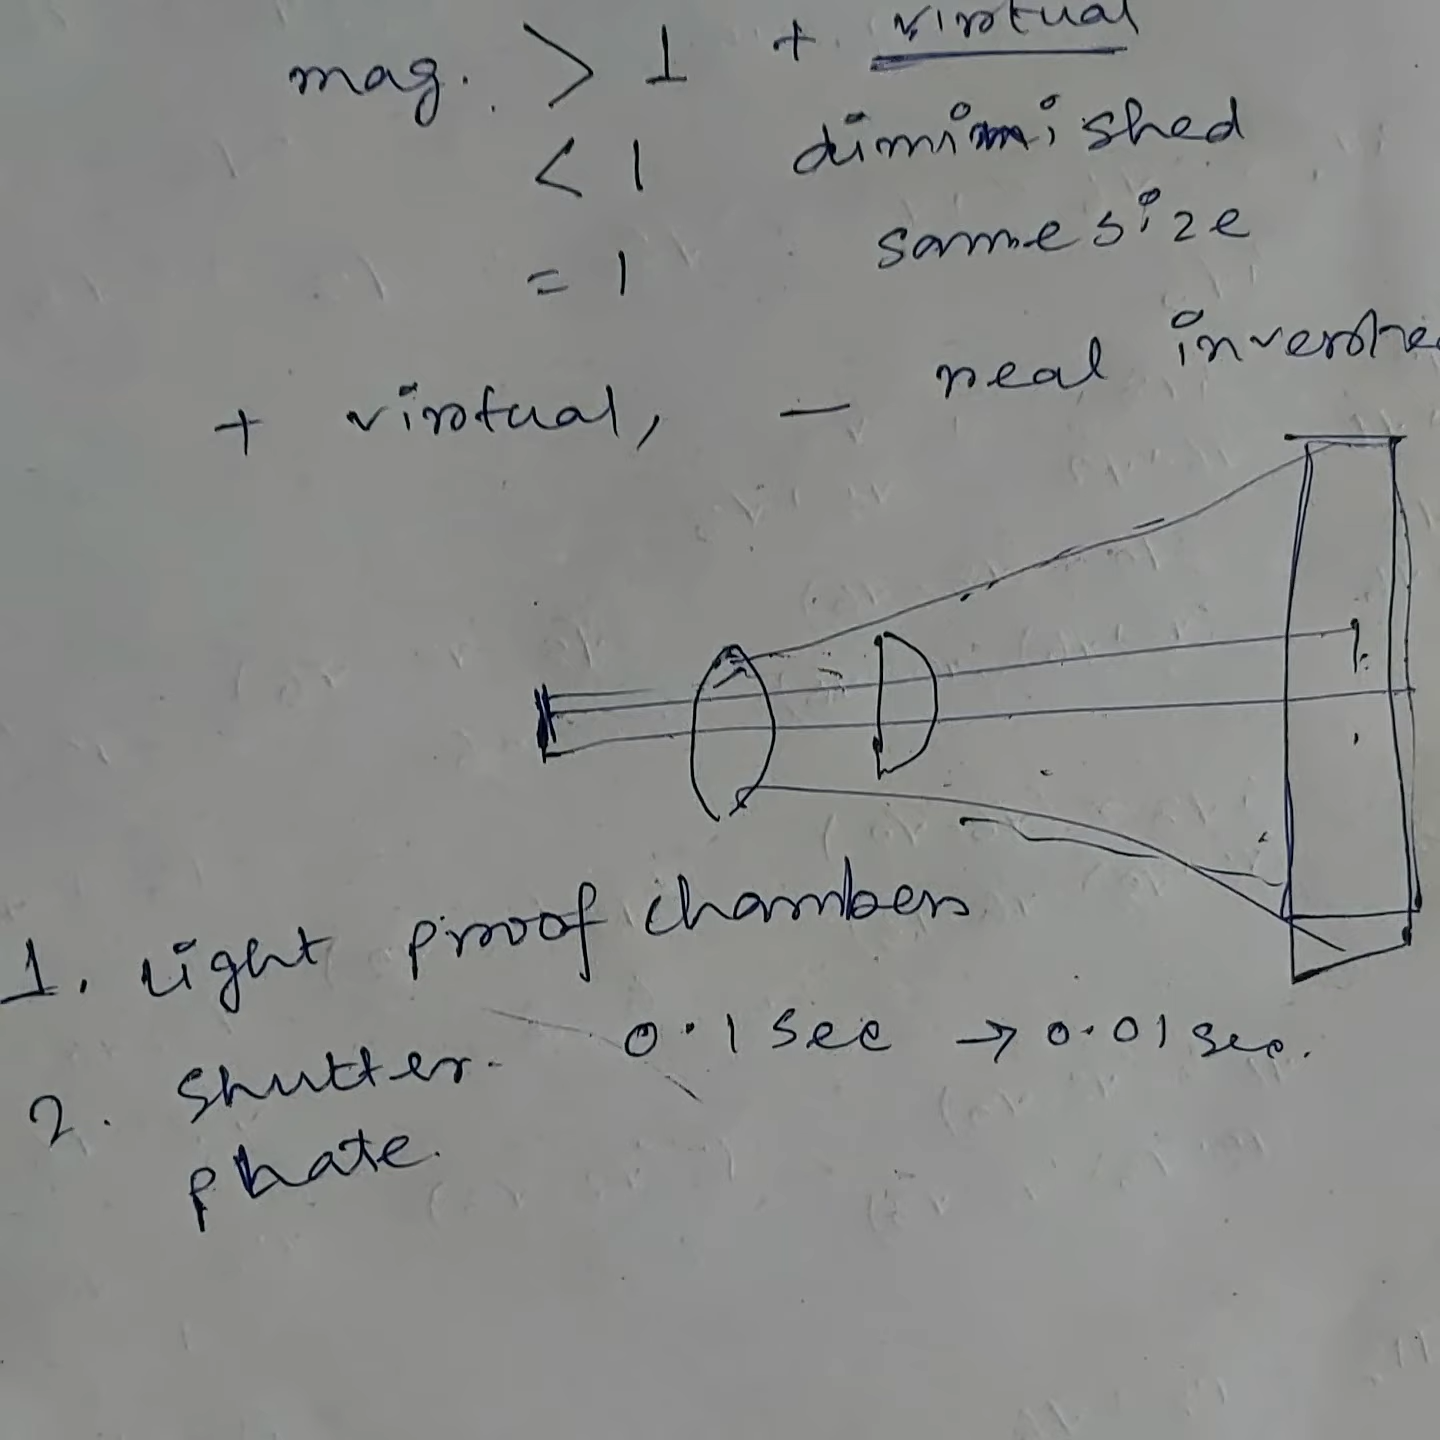 mag. > 1 + virtual
< 1 diminished
= 1 same size
+ virtual, - real inverte
1. Light proof chamber
2. Shutter. 0.1 sec → 0.01 sec.
plate.